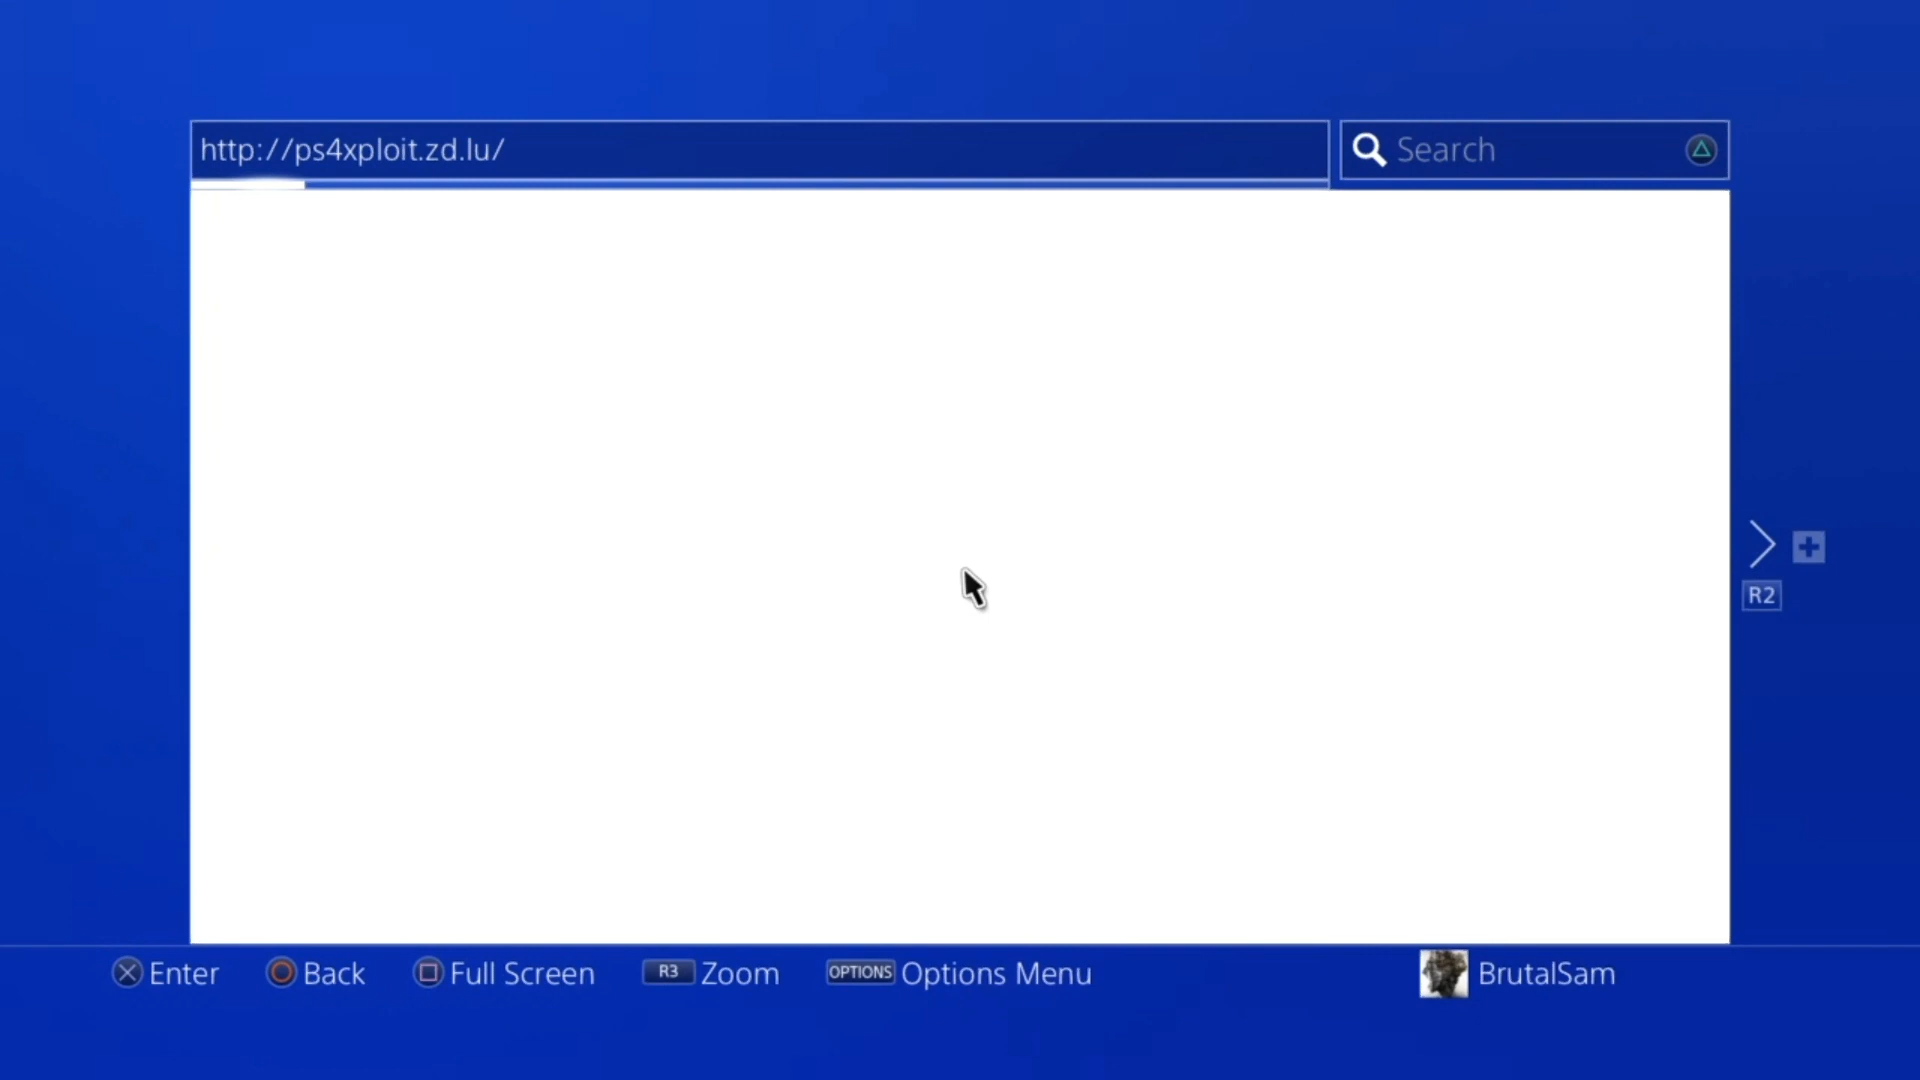 http://ps4xploit.zd.lu/
Search
R2
Enter
Back
Full Screen
R3 Zoom
OPTIONS Options Menu
BrutalSam